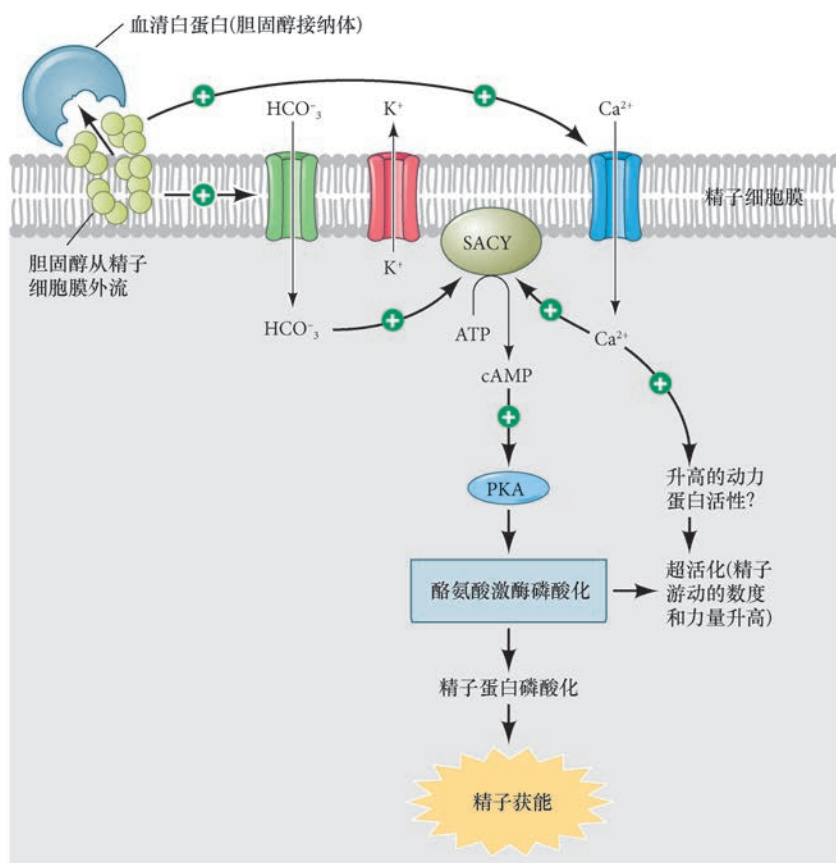 血清白蛋白(胆固醇接纳体)
HCO⁻₃
K⁺
Ca²⁺
精子细胞膜
胆固醇从精子
细胞膜外流
K⁺
SACY
HCO⁻₃
ATP
Ca²⁺
cAMP
PKA
升高的动力
蛋白活性?
酪氨酸激酶磷酸化
超活化(精子
游动的数度
和力量升高)
精子蛋白磷酸化
精子获能